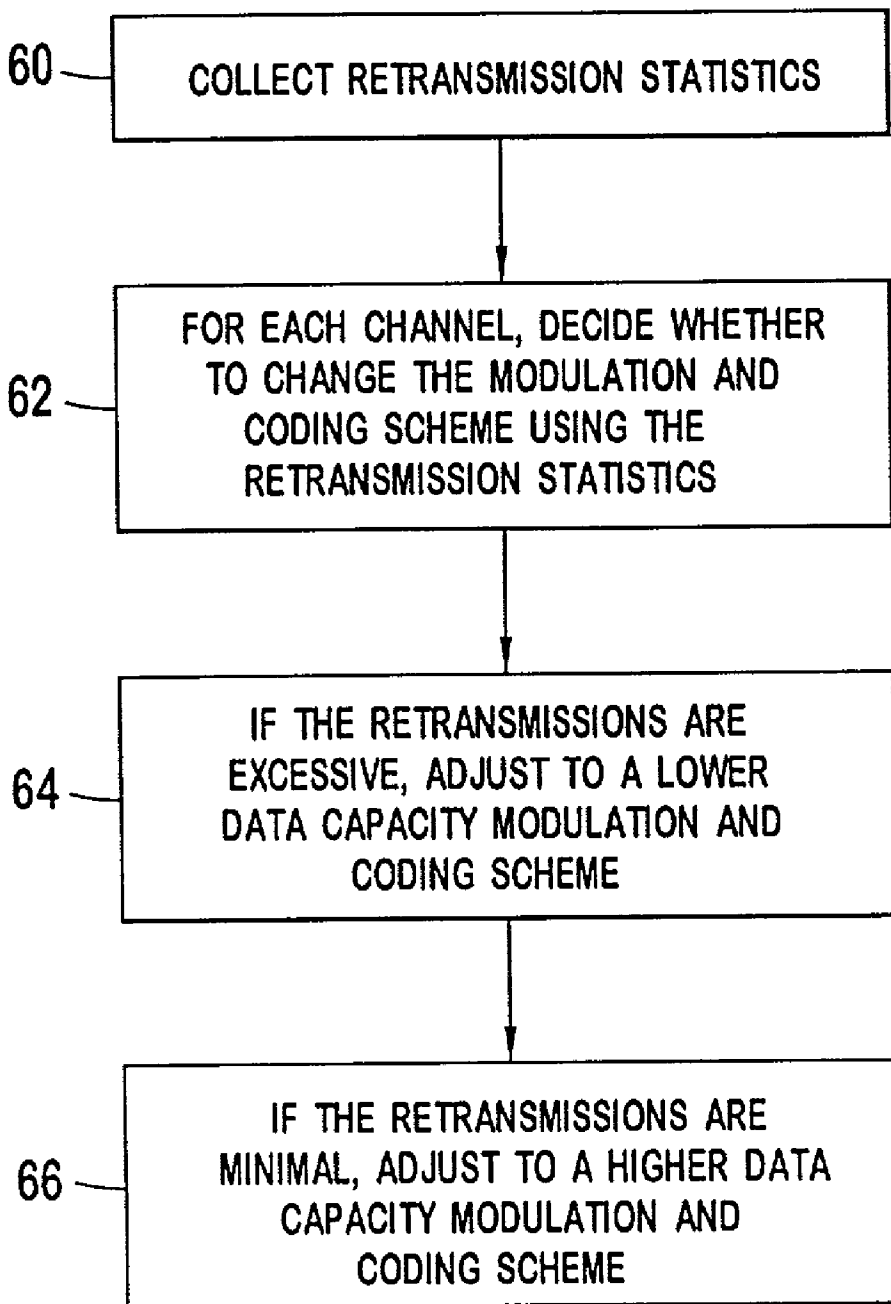 60
COLLECT RETRANSMISSION STATISTICS
62
FOR EACH CHANNEL, DECIDE WHETHER
TO CHANGE THE MODULATION AND
CODING SCHEME USING THE
RETRANSMISSION STATISTICS
64
IF THE RETRANSMISSIONS ARE
EXCESSIVE, ADJUST TO A LOWER
DATA CAPACITY MODULATION AND
CODING SCHEME
66
IF THE RETRANSMISSIONS ARE
MINIMAL, ADJUST TO A HIGHER DATA
CAPACITY MODULATION AND
CODING SCHEME